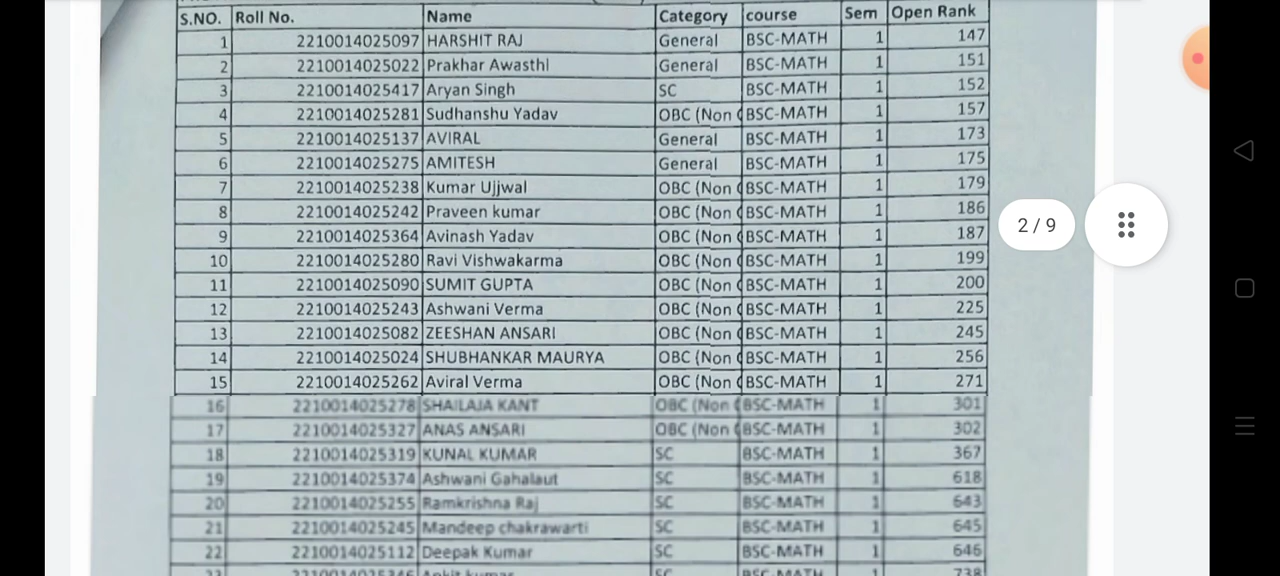 S.NO. Roll No. Name Category course Sem Open Rank
1 2210014025097 HARSHIT RAJ General BSC-MATH 1 147
2 2210014025022 Prakhar Awasthi General BSC-MATH 1 151
3 2210014025417 Aryan Singh SC BSC-MATH 1 152
4 2210014025281 Sudhanshu Yadav OBC (Non BSC-MATH 1 157
5 2210014025137 AVIRAL General BSC-MATH 1 173
6 2210014025275 AMITESH General BSC-MATH 1 175
7 2210014025238 Kumar Ujjwal OBC (Non BSC-MATH 1 179
8 2210014025242 Praveen kumar OBC (Non BSC-MATH 1 186
9 2210014025364 Avinash Yadav OBC (Non BSC-MATH 1 187
10 2210014025280 Ravi Vishwakarma OBC (Non BSC-MATH 1 199
11 2210014025090 SUMIT GUPTA OBC (Non BSC-MATH 1 200
12 2210014025243 Ashwani Verma OBC (Non BSC-MATH 1 225
13 2210014025082 ZEESHAN ANSARI OBC (Non BSC-MATH 1 245
14 2210014025024 SHUBHANKAR MAURYA OBC (Non BSC-MATH 1 256
15 2210014025262 Aviral Verma OBC (Non BSC-MATH 1 271
16 2210014025278 SHAILAJA KANT OBC (Non BSC-MATH 1 301
17 2210014025327 ANAS ANSARI OBC (Non BSC-MATH 1 302
18 2210014025319 KUNAL KUMAR SC BSC-MATH 1 367
19 2210014025374 Ashwani Gahalaut SC BSC-MATH 1 618
20 2210014025255 Ramkrishna Raj SC BSC-MATH 1 643
21 2210014025245 Mandeep chakrawarti SC BSC-MATH 1 645
22 2210014025112 Deepak Kumar SC BSC-MATH 1 646
2/9